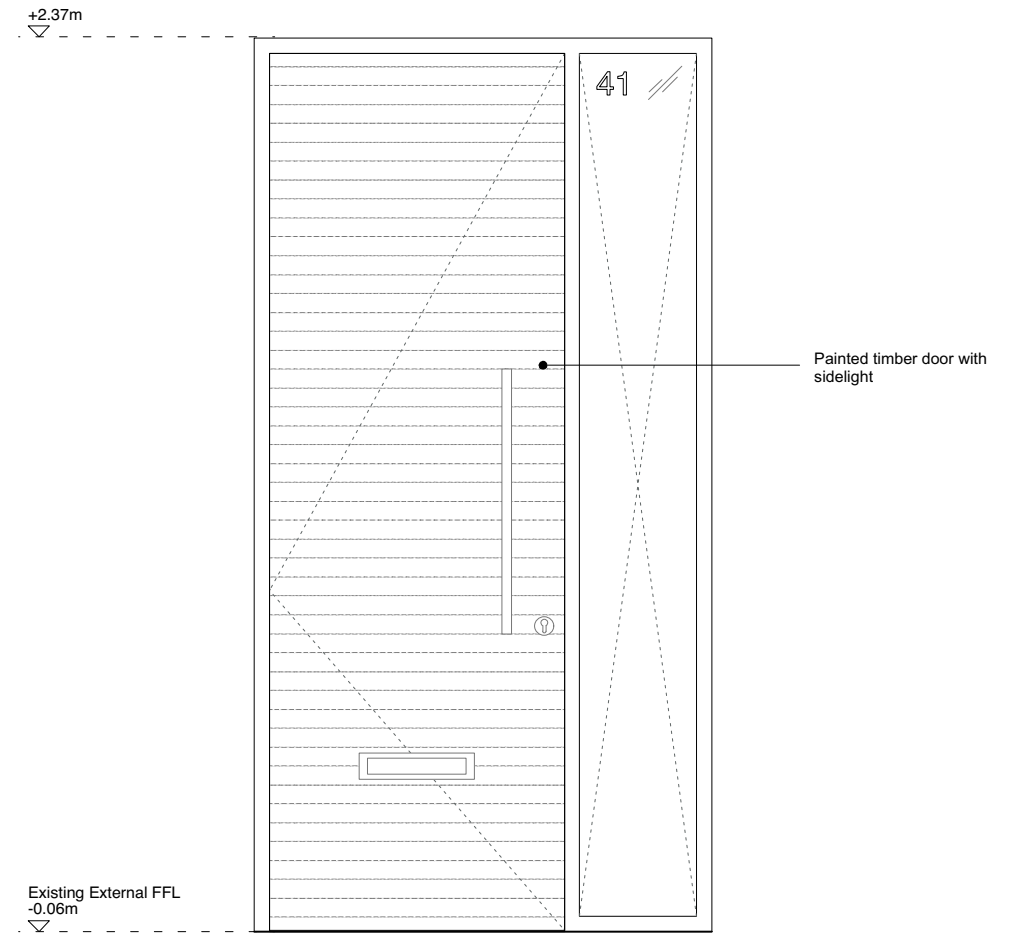 +2.37m
41
Painted timber door with
sidelight
Existing External FFL
-0.06m